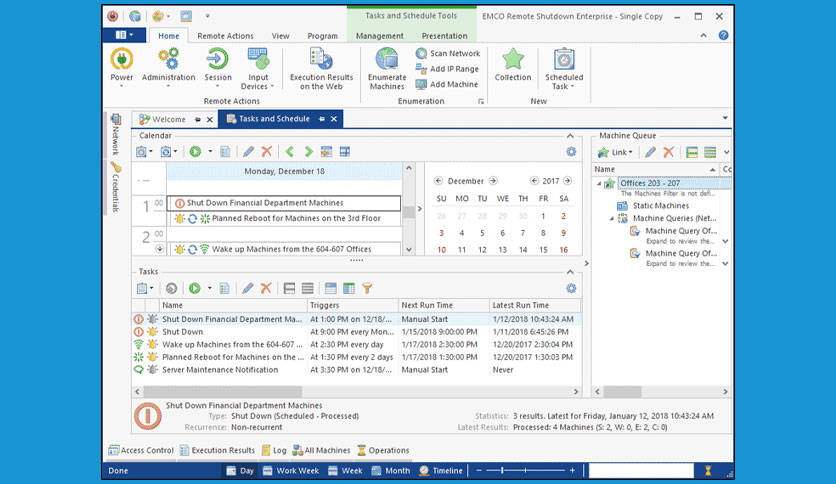 Tasks and Schedule Tools
EMCO Remote Shutdown Enterprise - Single Copy
Home Remote Actions View Program Management Presentation
Power
Administration
Session
Input Devices
Execution Results on the Web
Enumerate Machines
Scan Network
Add IP Range
Add Machine
Collection
Scheduled Task
Remote Actions
Enumeration
New
Network
Credentials
Welcome
Tasks and Schedule
Calendar
Monday, December 18
1 00
Shut Down Financial Department Machines
Planned Reboot for Machines on the 3rd Floor
2 00
Wake up Machines from the 604-607 Offices
December 2017
SU MO TU WE TH FR SA
26 27 28 29 30 1 2
3 4 5 6 7 8 9
10 11 12 13 14 15 16
Machine Queue
Link
Name Co
Offices 203 - 207
The Machines Filter is not defi...
Static Machines
Machine Queries (Net...
Machine Query Of...
Expand to review the...
Machine Query Of...
Expand to review the...
Tasks
Name Triggers Next Run Time Latest Run Time
Shut Down Financial Department Ma... At 1:00 PM on 12/18/... Manual Start 1/12/2018 10:43:24 AM
Shut Down At 9:00 PM every Mon... 1/15/2018 9:00:00 PM 1/11/2018 6:45:26 PM
Wake up Machines from the 604-607 ... At 2:30 PM every day 1/17/2018 2:30:00 PM 12/20/2017 2:30:04 PM
Planned Reboot for Machines on the ... At 1:30 PM every 2 days 1/17/2018 1:30:00 PM 12/20/2017 1:30:03 PM
Server Maintenance Notification At 3:30 PM on 12/18/... Manual Start Never
Shut Down Financial Department Machines
Type: Shut Down (Scheduled - Processed)
Statistics: 3 results. Latest for Friday, January 12, 2018 10:43:24 AM
Recurrence: Non-recurrent
Latest Results: Processed: 4 Machines (S: 2, W: 0, E: 2, C: 0)
Access Control Execution Results Log All Machines Operations
Done Day Work Week Week Month Timeline